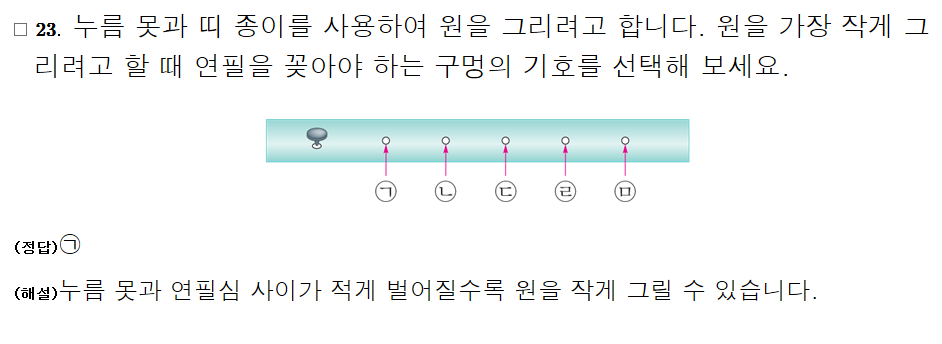 □ 23. 누름 못과 띠 종이를 사용하여 원을 그리려고 합니다. 원을 가장 작게 그
리려고 할 때 연필을 꽂아야 하는 구멍의 기호를 선택해 보세요.
㉠ ㉡ ㉢ ㉣ ㉤
(정답)㉠
(해설)누름 못과 연필심 사이가 적게 벌어질수록 원을 작게 그릴 수 있습니다.